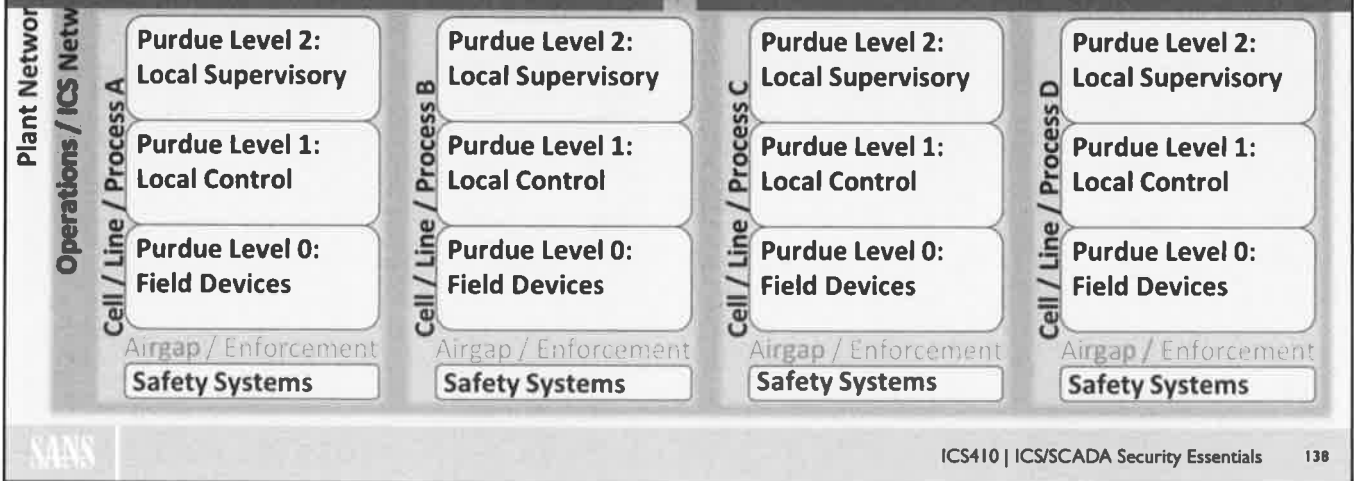 Plant Networ
Operations / ICS Netw
Cell / Line / Process A
Purdue Level 2:
Local Supervisory
Purdue Level 1:
Local Control
Purdue Level 0:
Field Devices
Airgap / Enforcement
Safety Systems
Cell / Line / Process B
Purdue Level 2:
Local Supervisory
Purdue Level 1:
Local Control
Purdue Level 0:
Field Devices
Airgap / Enforcement
Safety Systems
Cell / Line / Process C
Purdue Level 2:
Local Supervisory
Purdue Level 1:
Local Control
Purdue Level 0:
Field Devices
Airgap / Enforcement
Safety Systems
Cell / Line / Process D
Purdue Level 2:
Local Supervisory
Purdue Level 1:
Local Control
Purdue Level 0:
Field Devices
Airgap / Enforcement
Safety Systems
SANS
ICS410 | ICS/SCADA Security Essentials 138